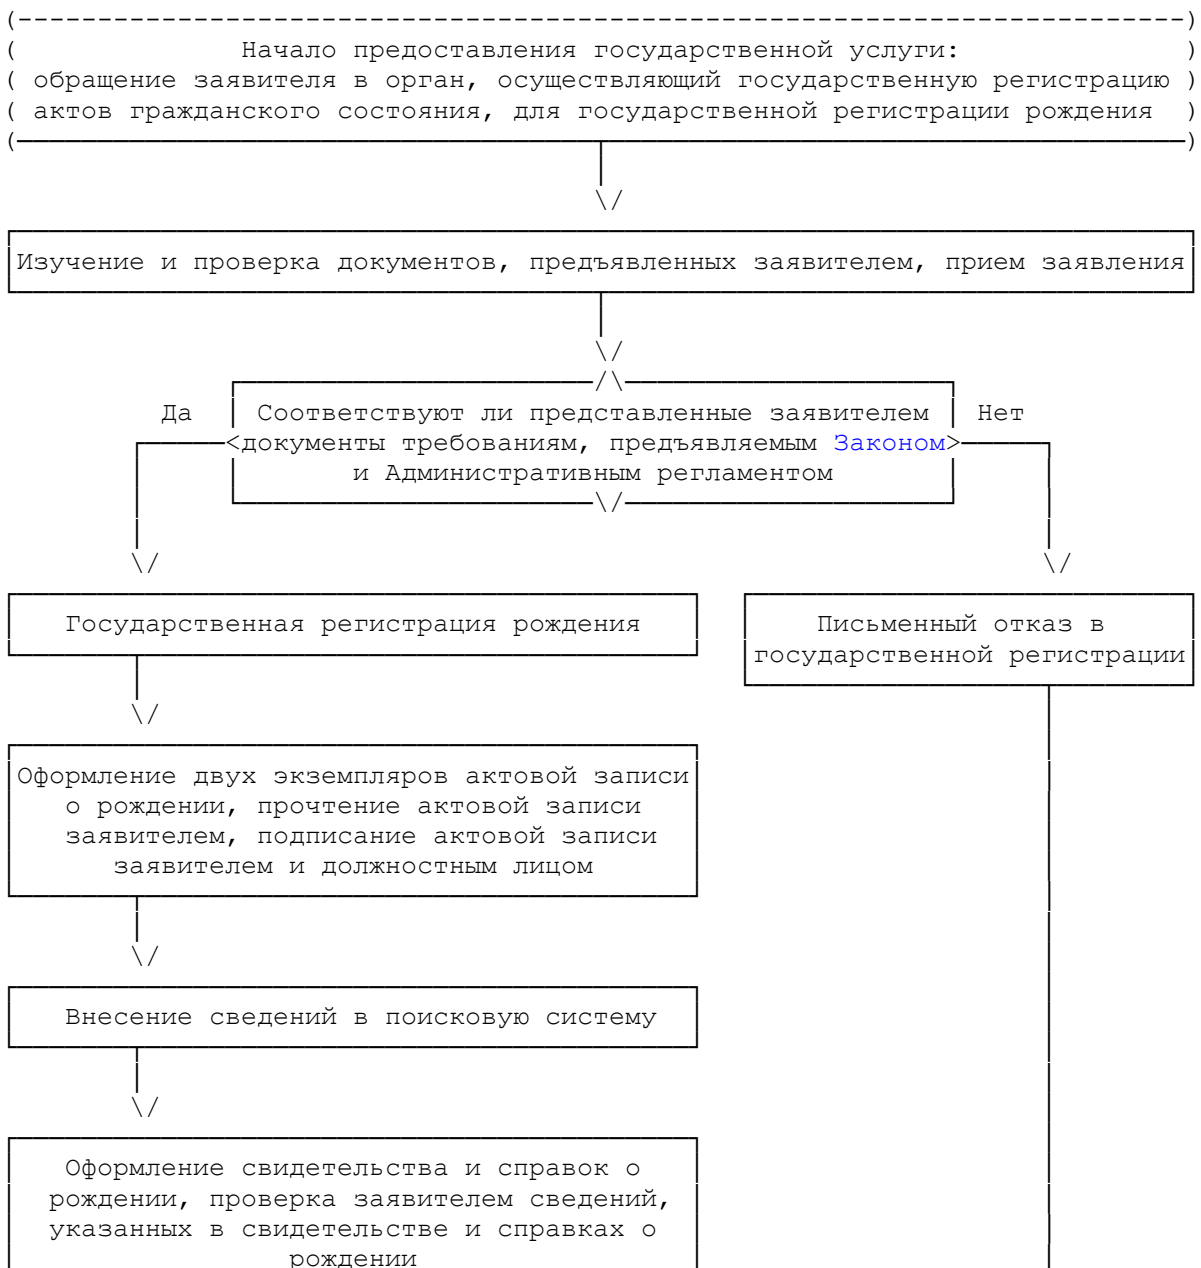 Начало предоставления государственной услуги:
обращение заявителя в орган, осуществляющий государственную регистрацию
актов гражданского состояния, для государственной регистрации рождения
Изучение и проверка документов, предъявленных заявителем, прием заявления
Соответствуют ли представленные заявителем
документы требованиям, предъявляемым Законом
и Административным регламентом
Да
Нет
Государственная регистрация рождения
Письменный отказ в
государственной регистрации
Оформление двух экземпляров актовой записи
о рождении, прочтение актовой записи
заявителем, подписание актовой записи
заявителем и должностным лицом
Внесение сведений в поисковую систему
Оформление свидетельства и справок о
рождении, проверка заявителем сведений,
указанных в свидетельстве и справках о
рождении